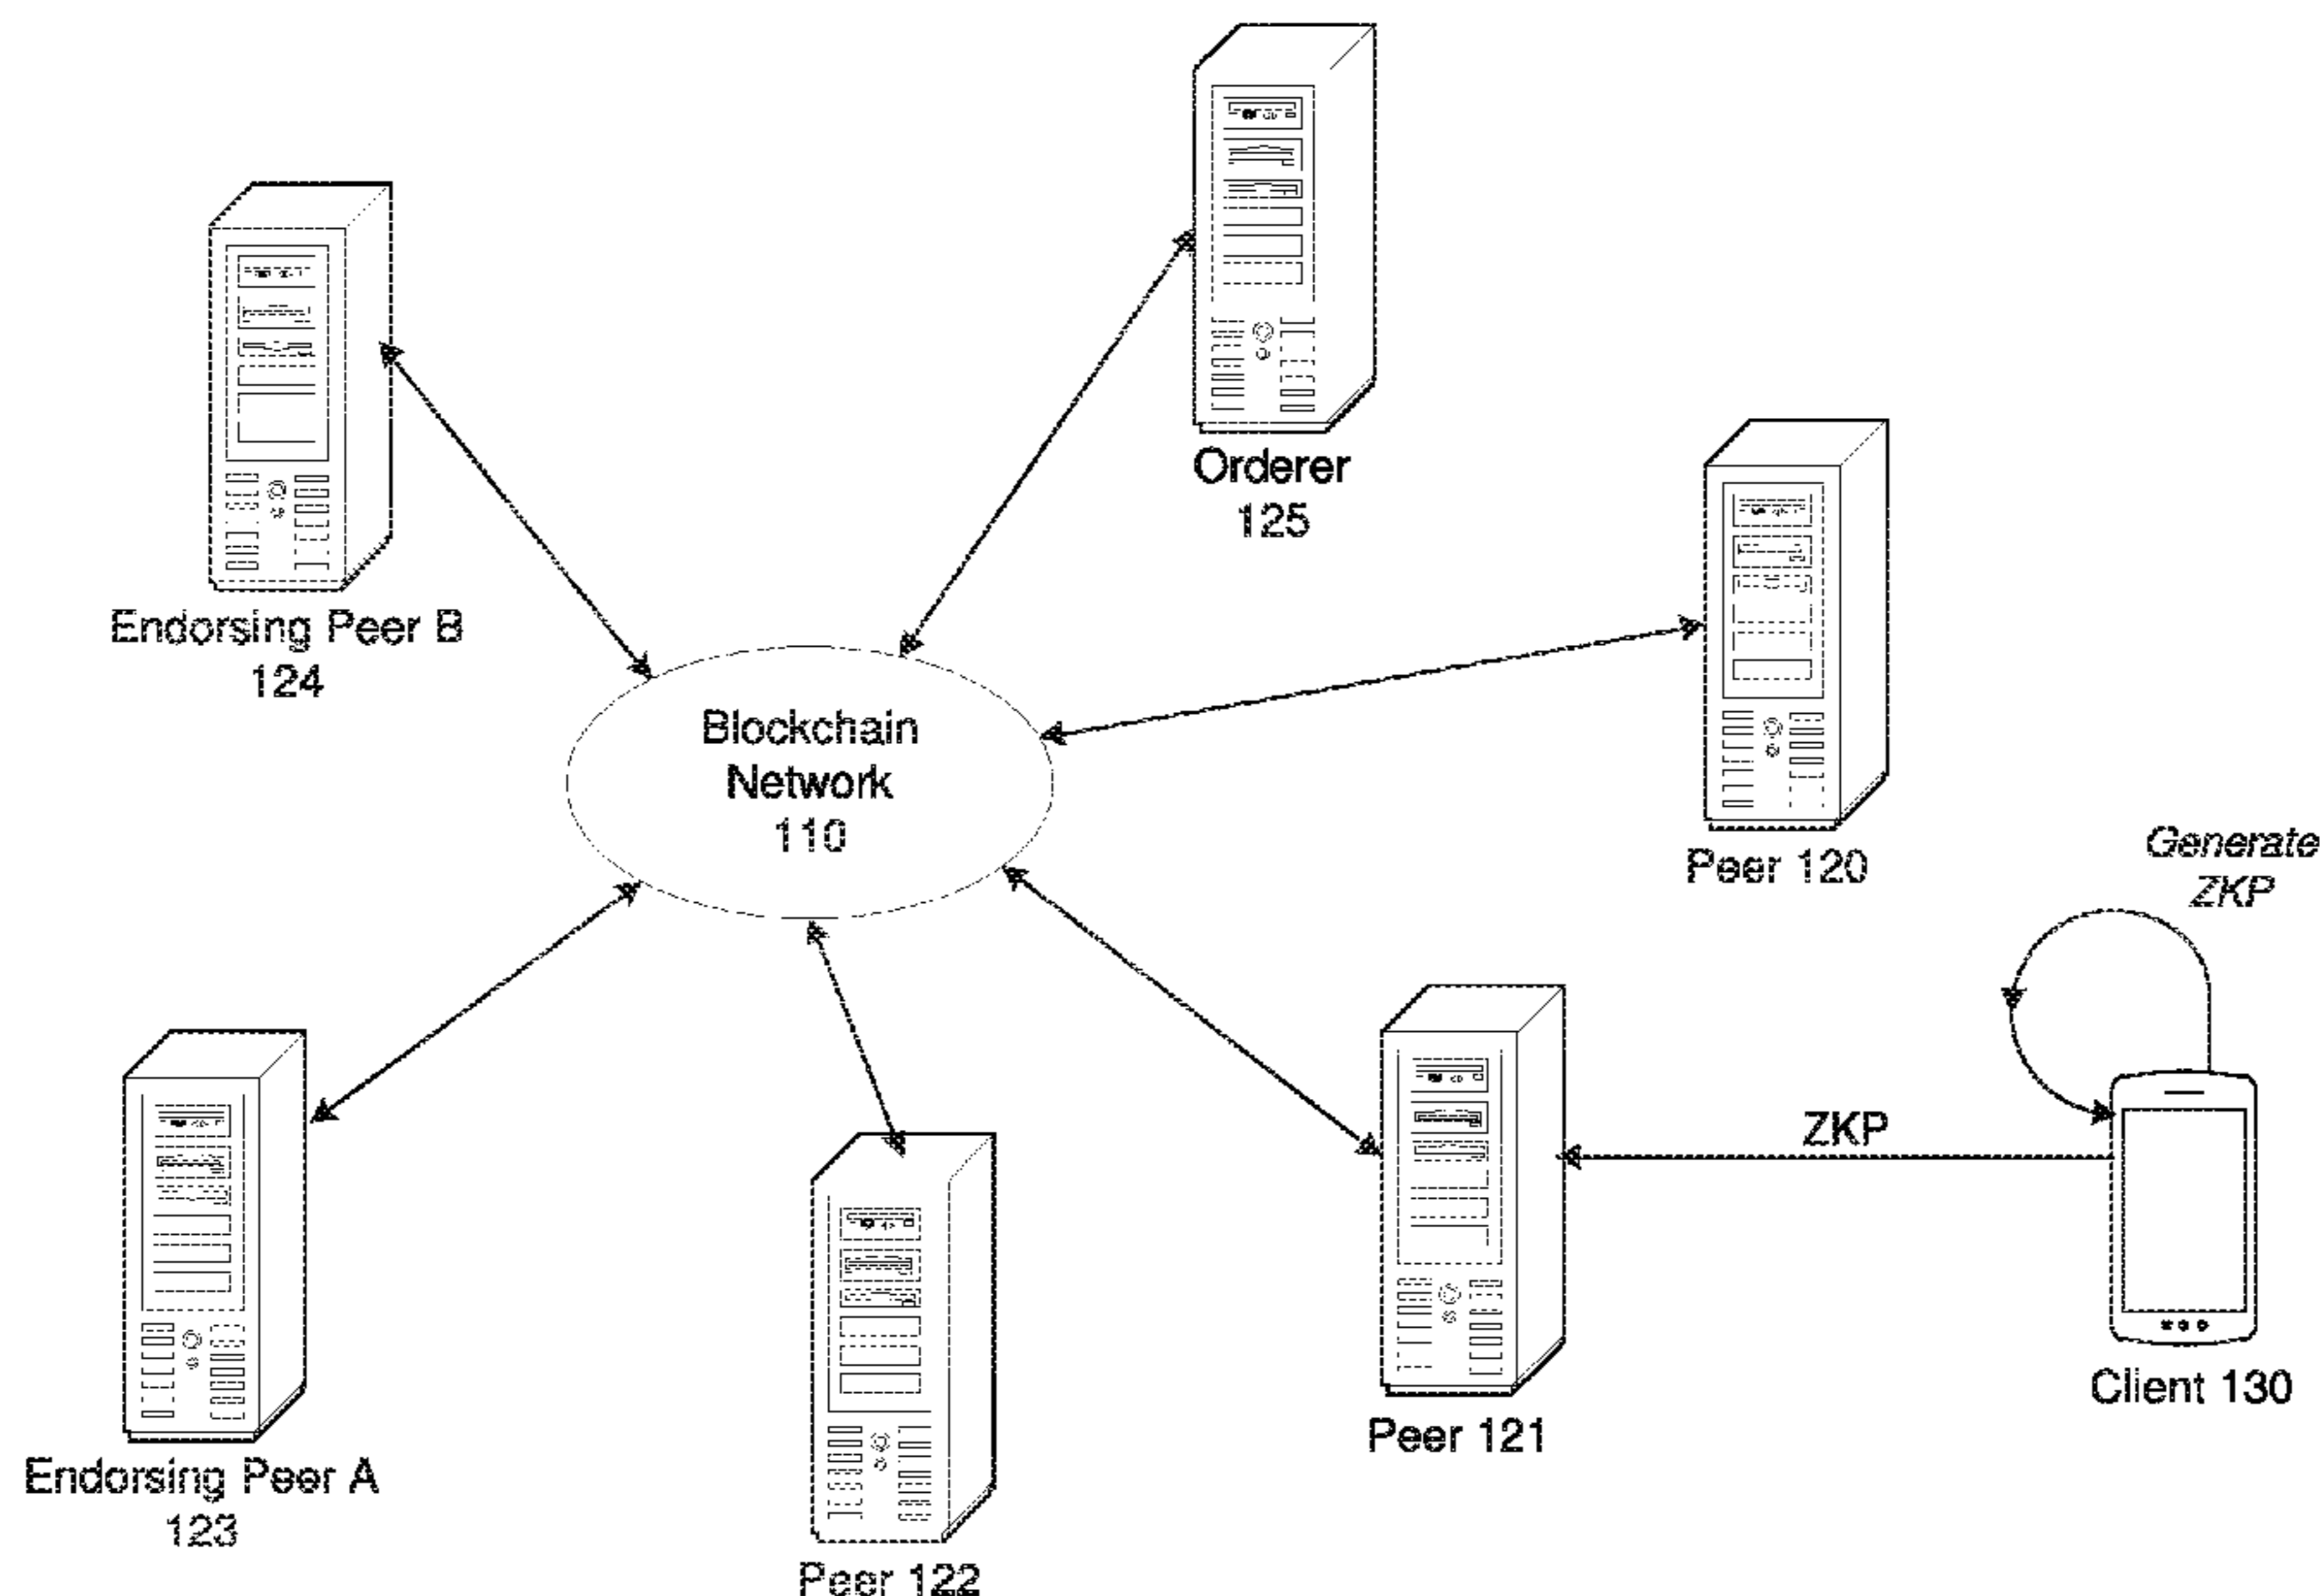 Orderer
125
Endorsing Peer B
124
Blockchain
Network
110
Peer 120
Generate
ZKP
ZKP
Client 130
Peer 121
Endorsing Peer A
123
Peer 122